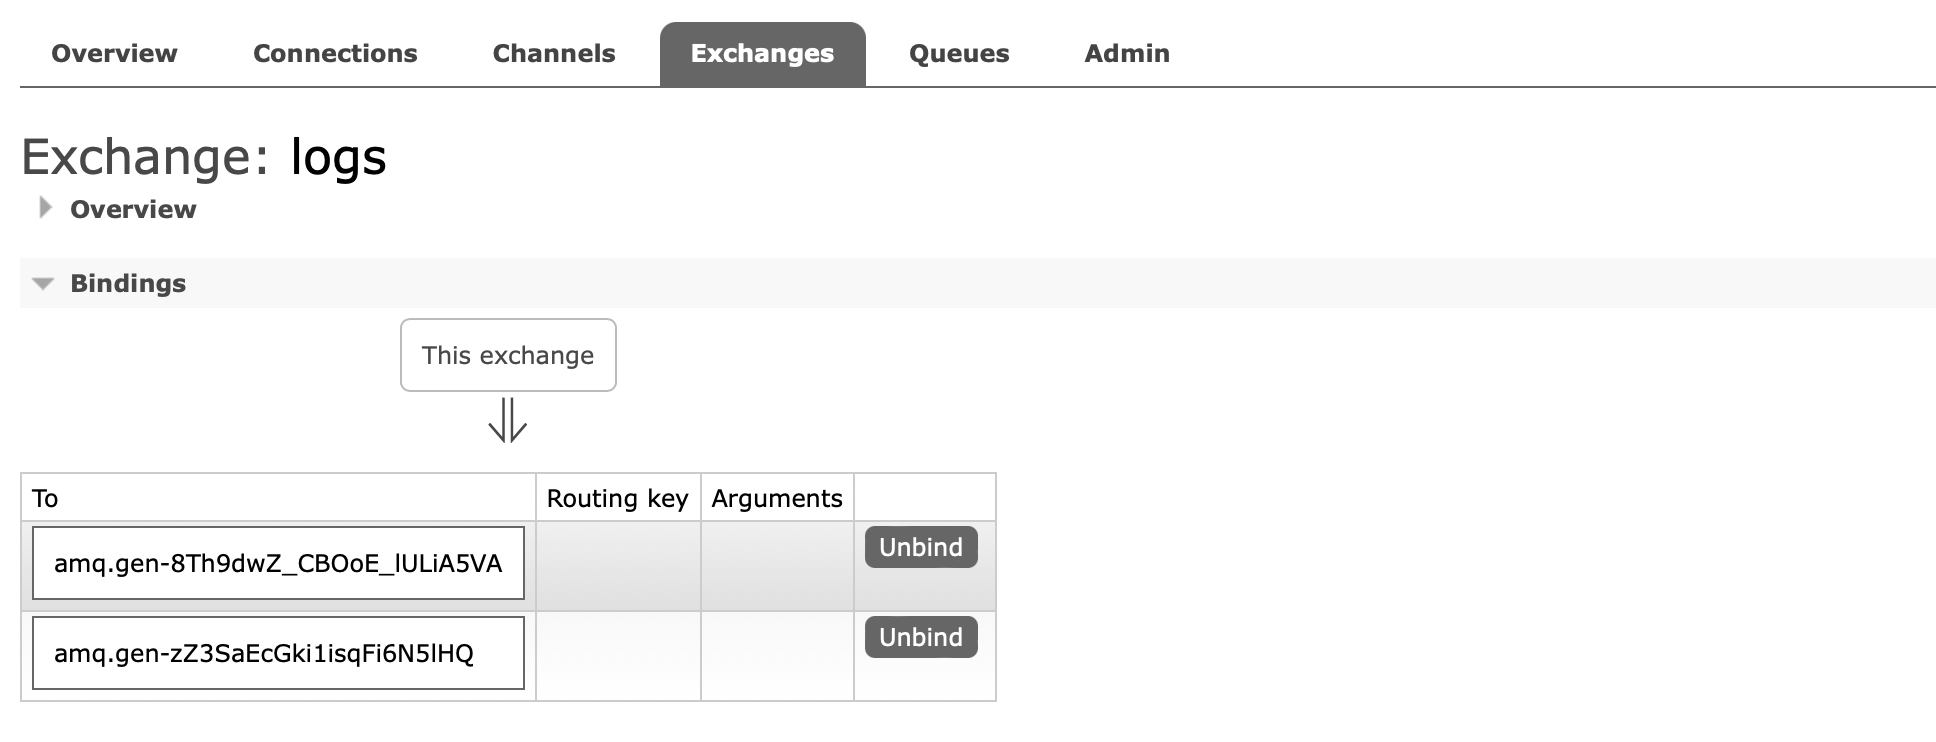 Overview Connections Channels Exchanges Queues Admin
Exchange: logs
Overview
Bindings
This exchange
To Routing key Arguments
amq.gen-8Th9dwZ_CBOoE_lULiA5VA Unbind
amq.gen-zZ3SaEcGki1isqFi6N5lHQ Unbind